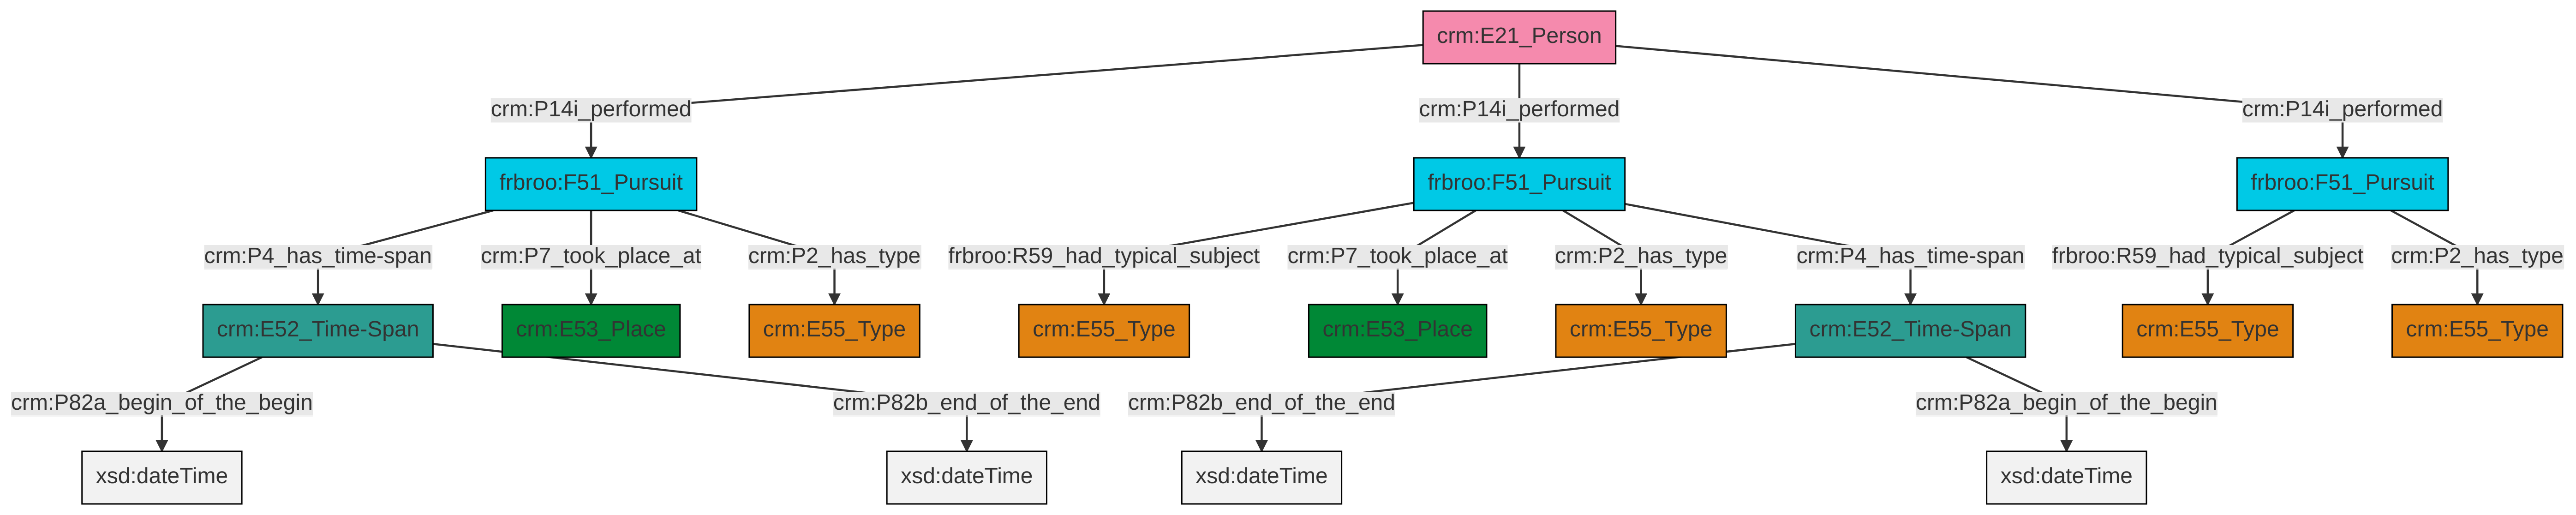 crm:E21_Person
crm:P14i_performed
crm:P14i_performed
crm:P14i_performed
frbroo:F51_Pursuit
frbroo:F51_Pursuit
frbroo:F51_Pursuit
crm:P4_has_time-span
crm:P7_took_place_at
crm:P2_has_type
frbroo:R59_had_typical_subject
crm:P7_took_place_at
crm:P2_has_type
crm:P4_has_time-span
frbroo:R59_had_typical_subject
crm:P2_has_type
crm:E52_Time-Span
crm:E53_Place
crm:E55_Type
crm:E55_Type
crm:E53_Place
crm:E55_Type
crm:E52_Time-Span
crm:E55_Type
crm:E55_Type
crm:P82a_begin_of_the_begin
crm:P82b_end_of_the_end
crm:P82b_end_of_the_end
crm:P82a_begin_of_the_begin
xsd:dateTime
xsd:dateTime
xsd:dateTime
xsd:dateTime